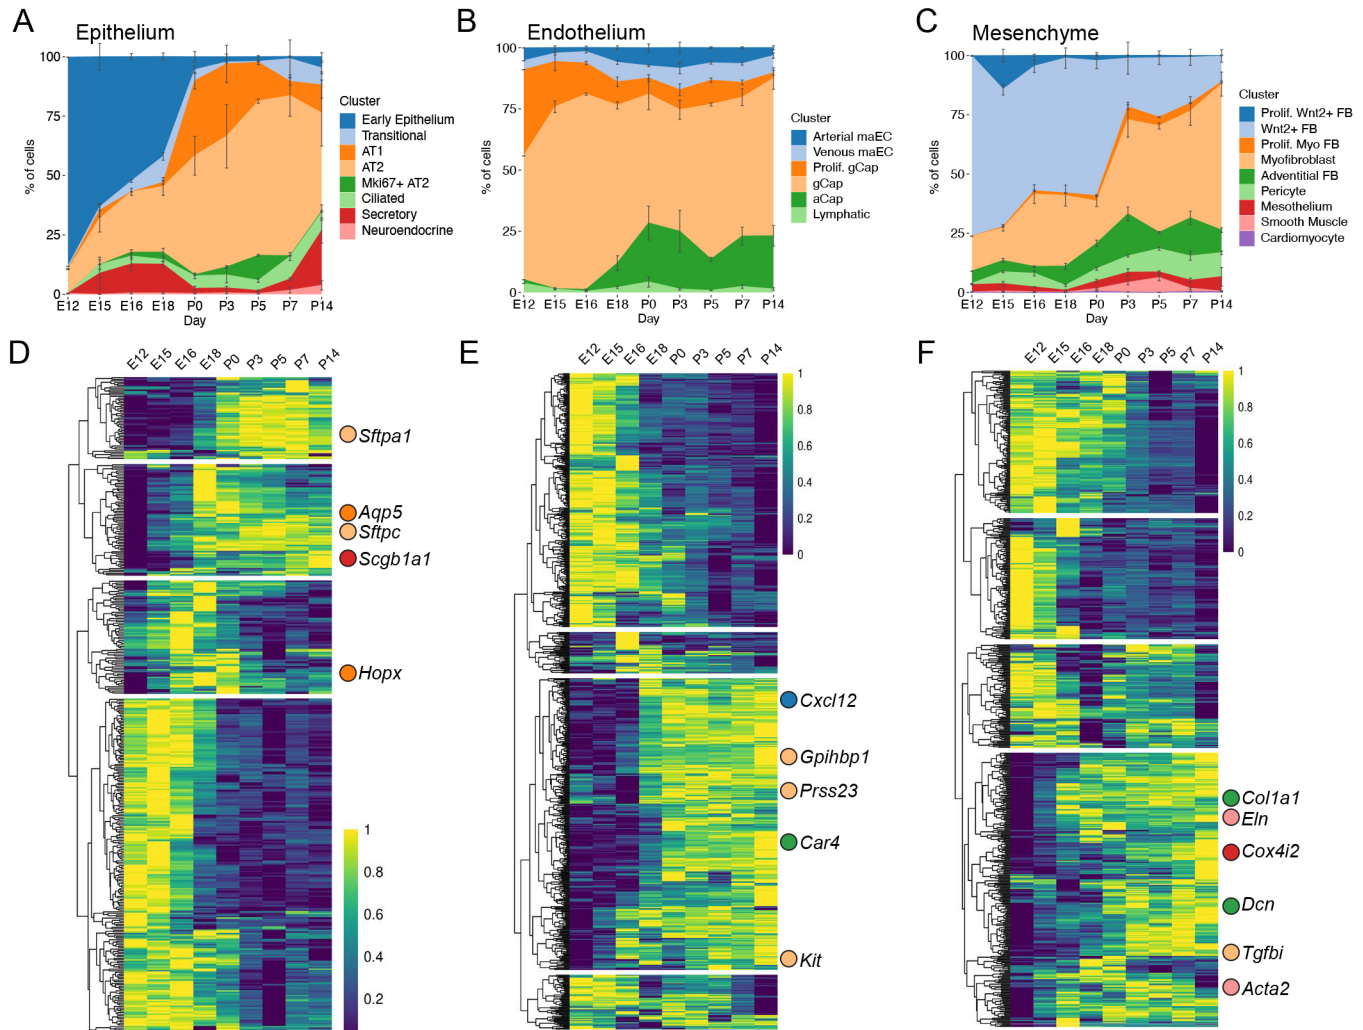 A
Epithelium
% of cells
100
75
50
25
0
E12 E15 E16 E18 P0 P3 P5 P7 P14
Day
Cluster
Early Epithelium
Transitional
AT1
AT2
Mki67+ AT2
Ciliated
Secretory
Neuroendocrine
B
Endothelium
% of cells
100
75
50
25
0
E12 E15 E16 E18 P0 P3 P5 P7 P14
Day
Cluster
Arterial maEC
Venous maEC
Prolif. gCap
gCap
aCap
Lymphatic
C
Mesenchyme
% of cells
100
75
50
25
0
E12 E15 E16 E18 P0 P3 P5 P7 P14
Day
Cluster
Prolif. Wnt2+ FB
Wnt2+ FB
Prolif. Myo FB
Myofibroblast
Adventitial FB
Pericyte
Mesothelium
Smooth Muscle
Cardiomyocyte
D
E12 E15 E16 E18 P0 P3 P5 P7 P14
Sftpa1
Aqp5
Sftpc
Scgb1a1
Hopx
1
0.8
0.6
0.4
0.2
E
E12 E15 E16 E18 P0 P3 P5 P7 P14
1
0.8
0.6
0.4
0.2
0
Cxcl12
Gpihbp1
Prss23
Car4
Kit
F
E12 E15 E16 E18 P0 P3 P5 P7 P14
1
0.8
0.6
0.4
0.2
0
Col1a1
Eln
Cox4i2
Dcn
Tgfbi
Acta2